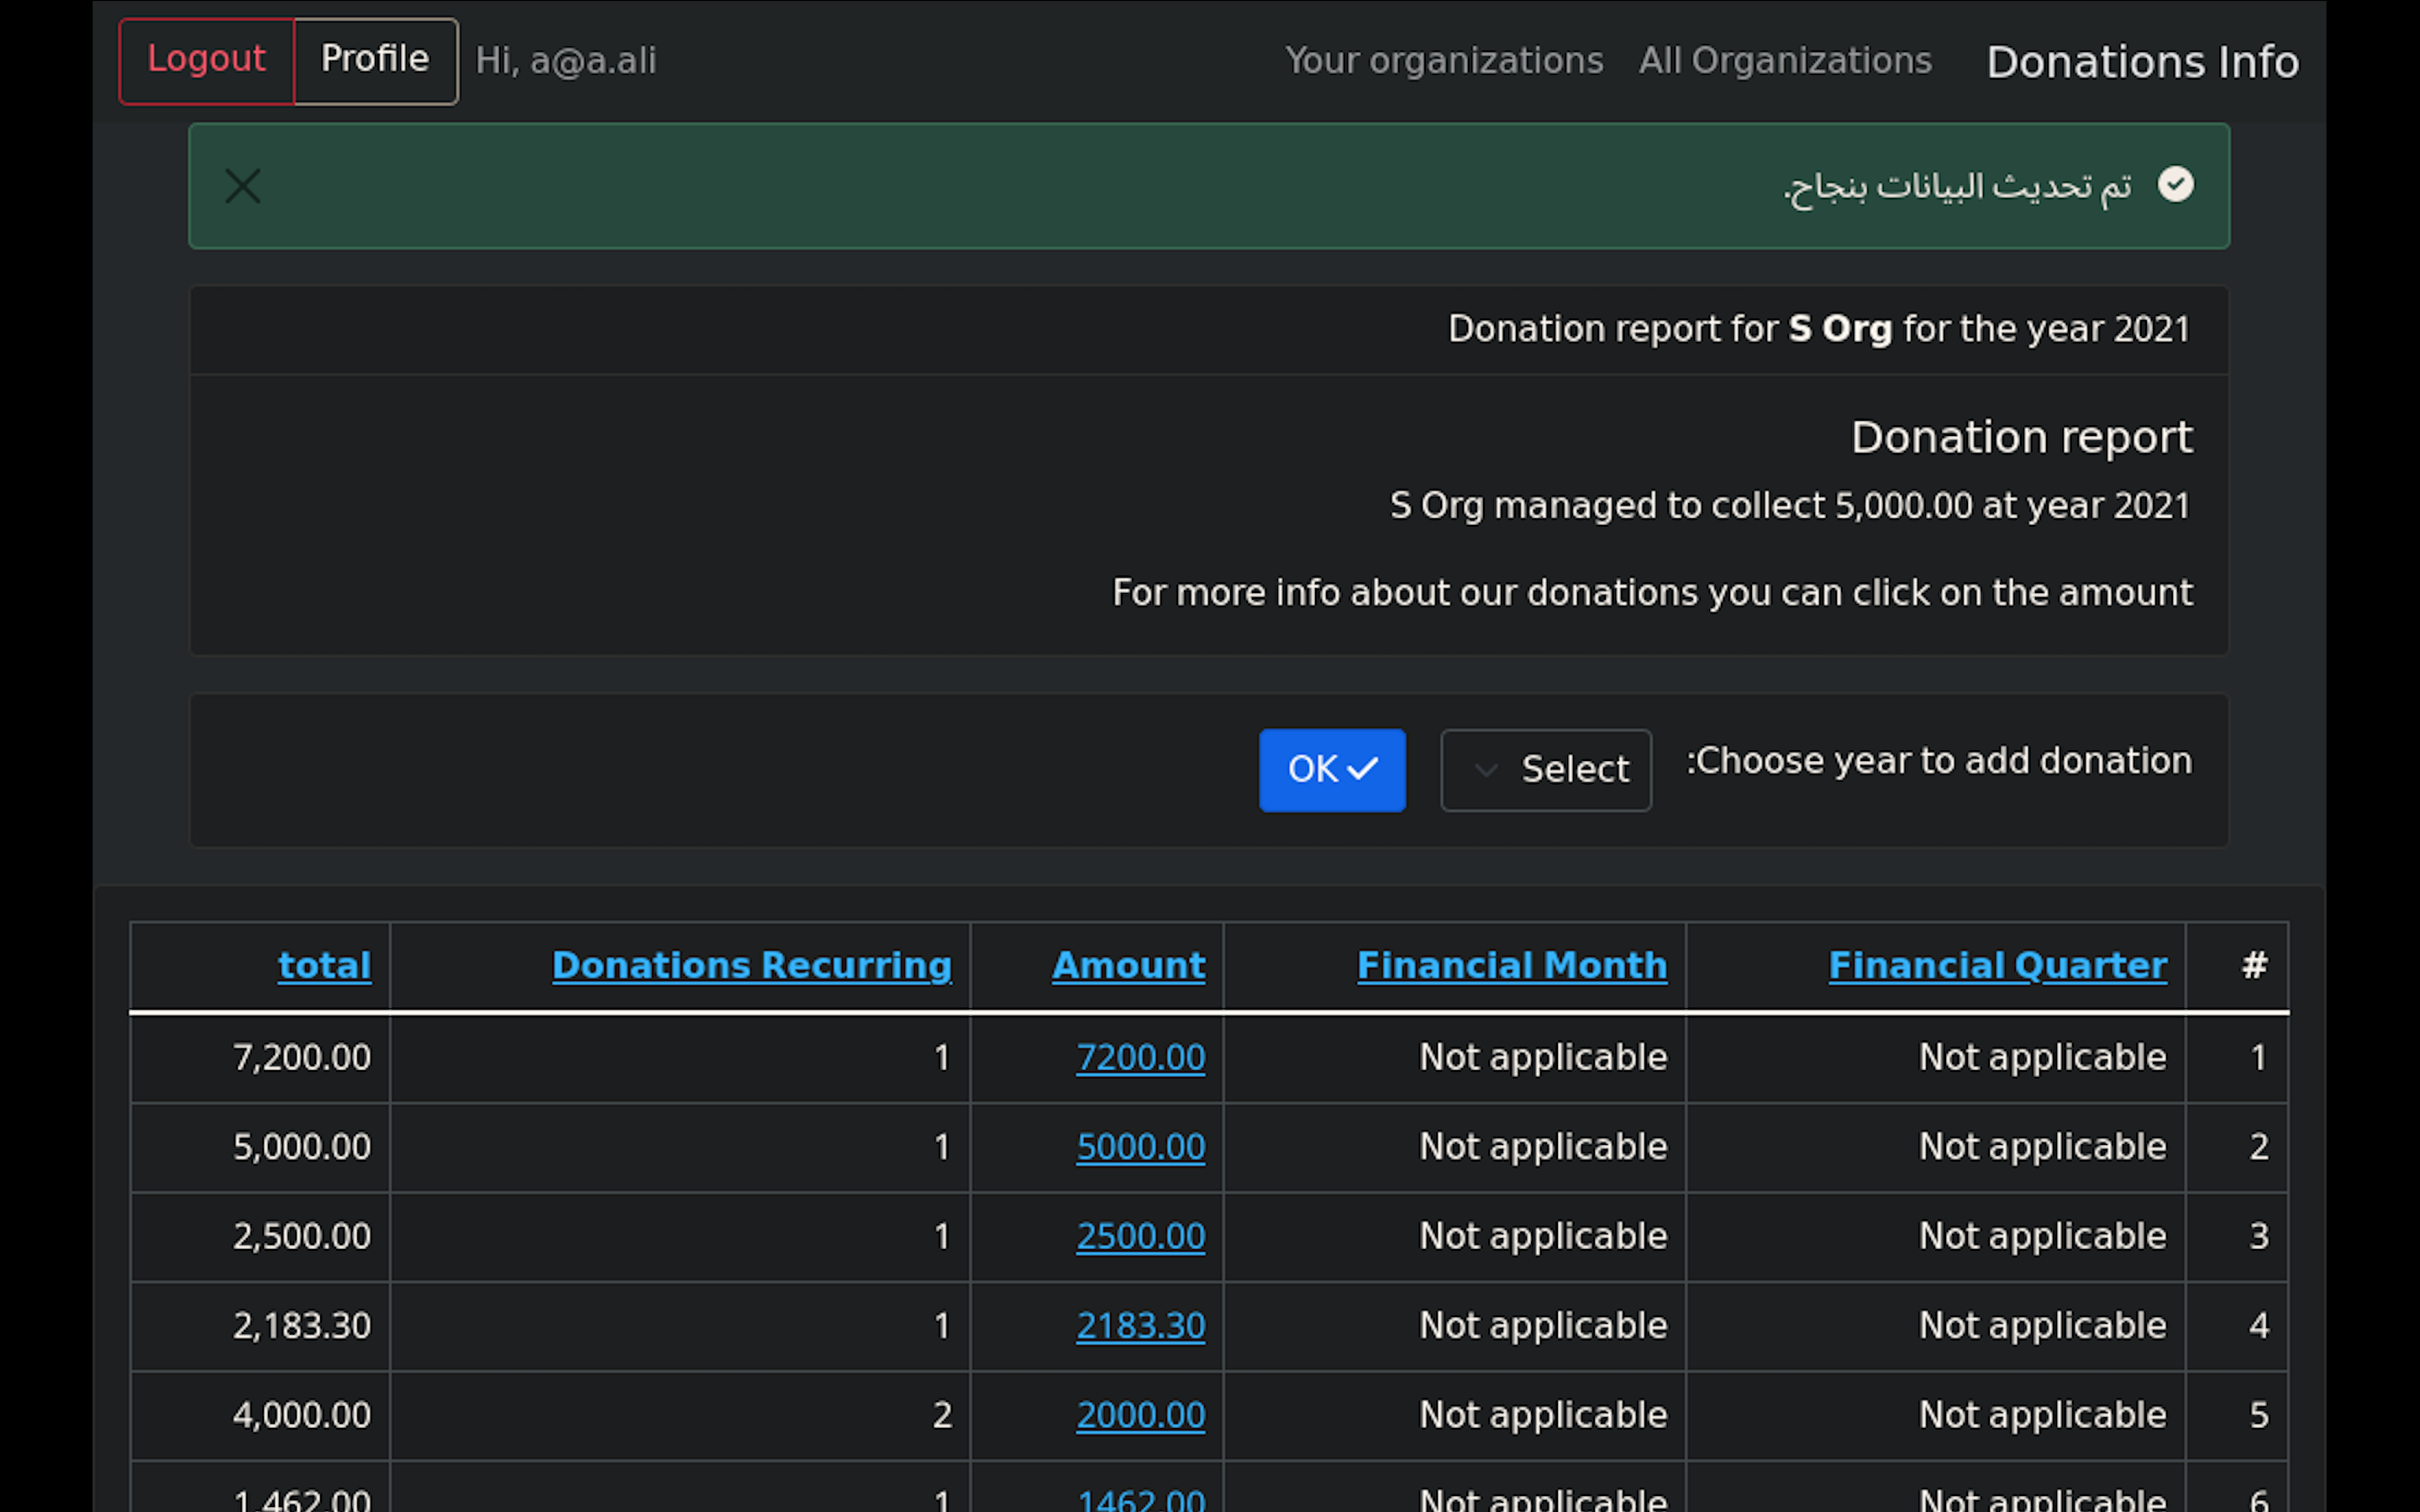 Donations Info All Organizations Your organizations Hi, a@a.ali Profile Logout
تم تحديث البيانات بنجاح.
Donation report for S Org for the year 2021
Donation report
S Org managed to collect 5,000.00 at year 2021
For more info about our donations you can click on the amount
:Choose year to add donation Select OK
# Financial Quarter Financial Month Amount Donations Recurring total
1 Not applicable Not applicable 7200.00 1 7,200.00
2 Not applicable Not applicable 5000.00 1 5,000.00
3 Not applicable Not applicable 2500.00 1 2,500.00
4 Not applicable Not applicable 2183.30 1 2,183.30
5 Not applicable Not applicable 2000.00 2 4,000.00
6 Not applicable Not applicable 1462.00 1 1,462.00